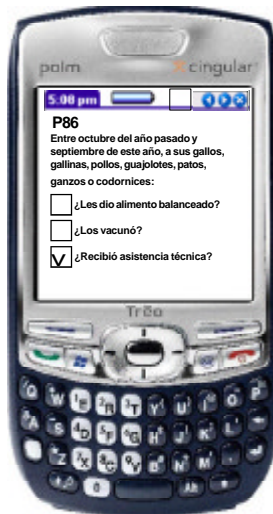 palm
cingular
5:08 pm
P86
Entre octubre del año pasado y
septiembre de este año, a sus gallos,
gallinas, pollos, guajolotes, patos,
ganzos o codornices:
¿Les dio alimento balanceado?
¿Los vacunó?
¿Recibió asistencia técnica?
Treo